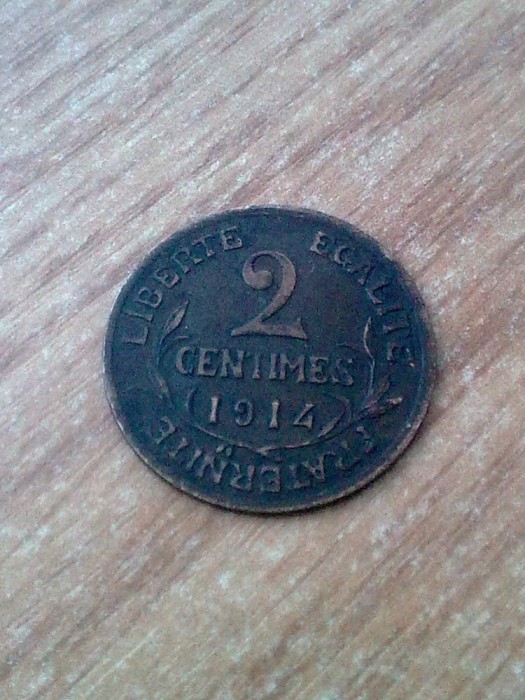 LIBERTE EGALITE FRATERNITE
2
CENTIMES
1914